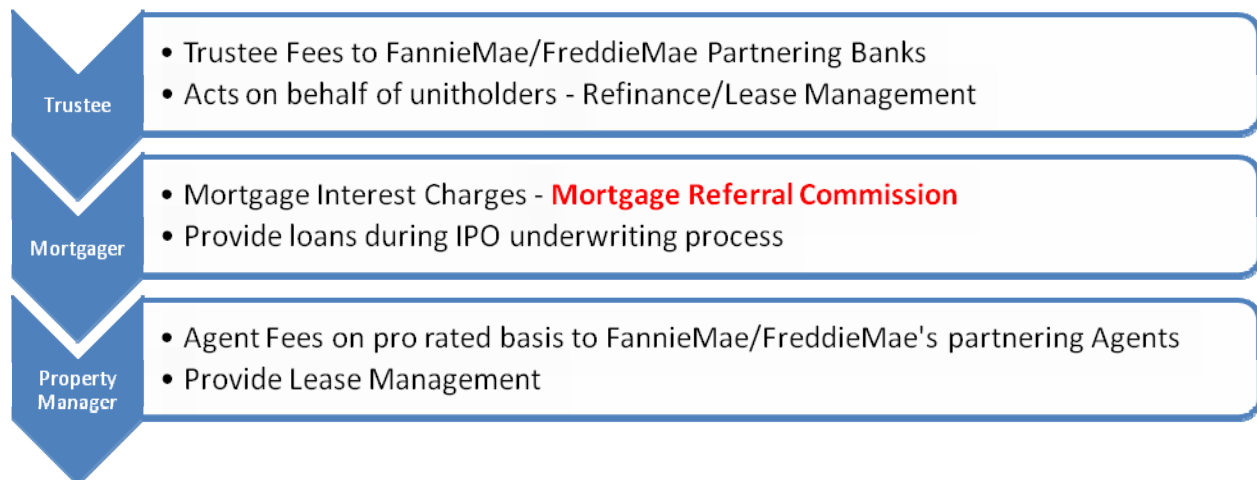 Trustee
• Trustee Fees to FannieMae/FreddieMae Partnering Banks
• Acts on behalf of unitholders - Refinance/Lease Management
Mortgager
• Mortgage Interest Charges - Mortgage Referral Commission
• Provide loans during IPO underwriting process
Property
Manager
• Agent Fees on pro rated basis to FannieMae/FreddieMae's partnering Agents
• Provide Lease Management